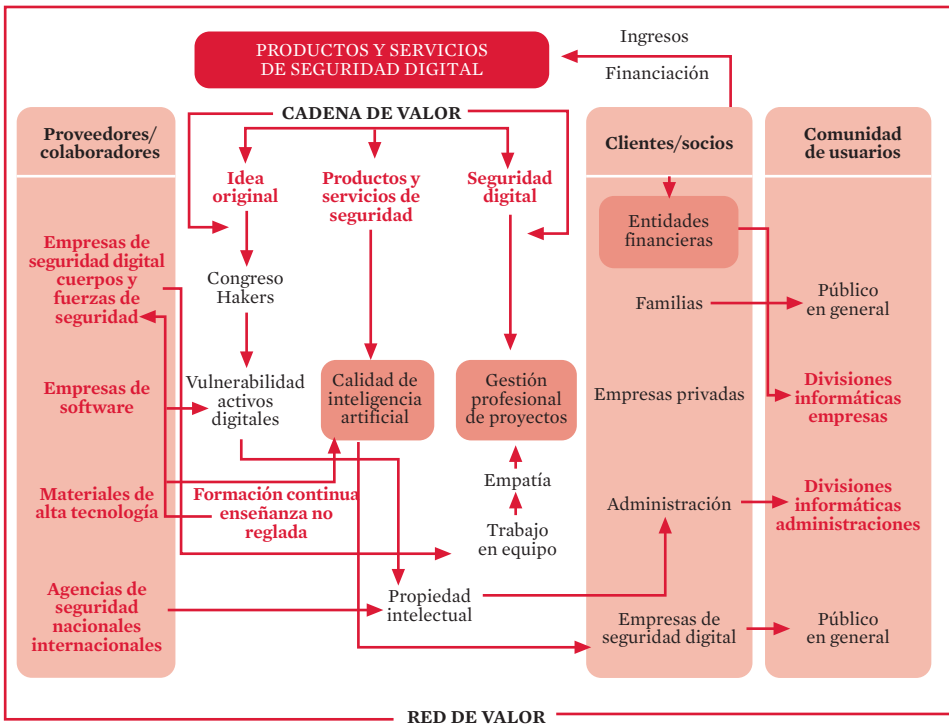 PRODUCTOS Y SERVICIOS
DE SEGURIDAD DIGITAL
Ingresos
Financiación
CADENA DE VALOR
Proveedores/
colaboradores
Empresas de
seguridad digital
cuerpos y
fuerzas de
seguridad
Empresas de
software
Materiales de
alta tecnología
Agencias de
seguridad
nacionales
internacionales
Idea
original
Congreso
Hakers
Vulnerabilidad
activos
digitales
Formación continua
enseñanza no
reglada
Productos y
servicios de
seguridad
Calidad de
inteligencia
artificial
Propiedad
intelectual
Seguridad
digital
Gestión
profesional
de proyectos
Empatía
Trabajo
en equipo
Clientes/socios
Entidades
financieras
Familias
Empresas privadas
Administración
Empresas de
seguridad digital
Comunidad
de usuarios
Público
en general
Divisiones
informáticas
empresas
Divisiones
informáticas
administraciones
Público
en general
RED DE VALOR